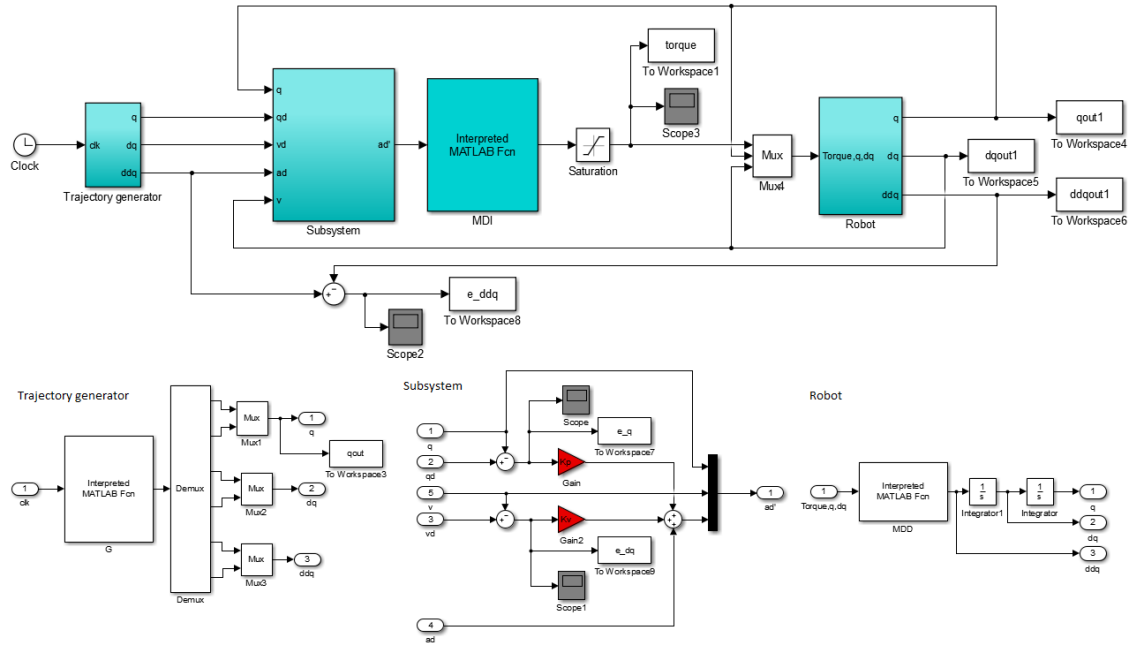 torque
To Workspace1
q
qd
vd
ad
v
ad'
Subsystem
Interpreted
MATLAB Fcn
MDI
Saturation
Scope3
Mux
Mux4
Torque,q,dq
q
dq
ddq
Robot
qout1
To Workspace4
dqout1
To Workspace5
ddqout1
To Workspace6
Clock
clk
q
dq
ddq
Trajectory generator
e_ddq
To Workspace8
Scope2
Trajectory generator
1
clk
Interpreted
MATLAB Fcn
G
Demux
Demux
Mux
Mux1
1
q
qout
To Workspace3
Mux
Mux2
2
dq
Mux
Mux3
3
ddq
Subsystem
Scope
1
q
e_q
To Workspace7
2
qd
Kp
Gain
5
v
3
vd
Kv
Gain2
e_dq
To Workspace9
Scope1
4
ad
1
ad'
Robot
1
Torque,q,dq
Interpreted
MATLAB Fcn
MDD
1
s
Integrator1
1
s
Integrator
1
q
2
dq
3
ddq